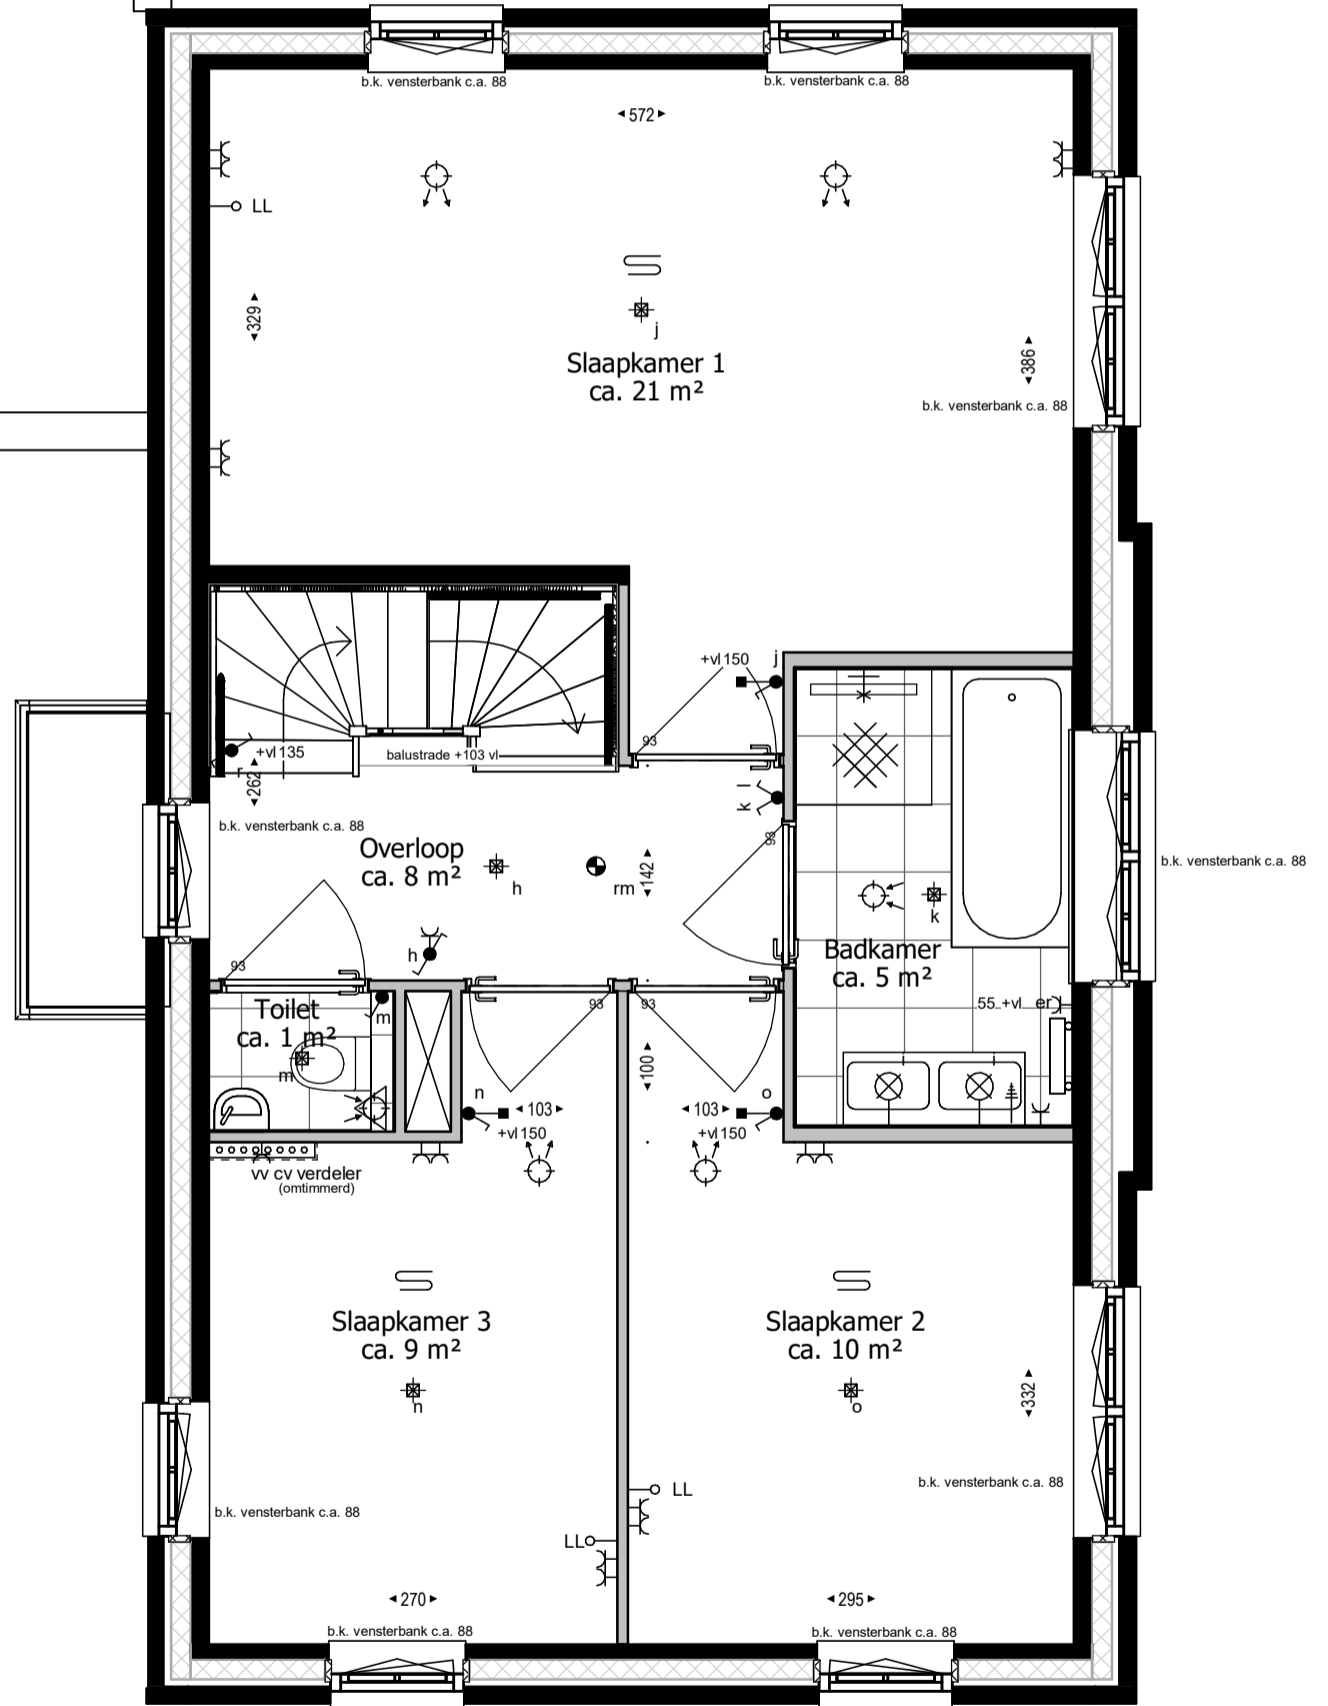 b.k. vensterbank c.a. 88
b.k. vensterbank c.a. 88
572
LL
329
j
386
Slaapkamer 1
ca. 21 m²
b.k. vensterbank c.a. 88
+vl 150
j
93
+vl 135
balustrade +103 vl
r
262
l
k
b.k. vensterbank c.a. 88
93
Overloop
ca. 8 m²
h
rm
142
b.k. vensterbank c.a. 88
k
h
Badkamer
ca. 5 m²
93
93
93
55 +vl
er
Toilet
ca. 1 m²
m
m
100
n
o
103
103
+vl 150
+vl 150
i
i
vv cv verdeler
(omtimmerd)
Slaapkamer 3
ca. 9 m²
Slaapkamer 2
ca. 10 m²
n
o
332
b.k. vensterbank c.a. 88
LL
b.k. vensterbank c.a. 88
LL
270
295
b.k. vensterbank c.a. 88
b.k. vensterbank c.a. 88